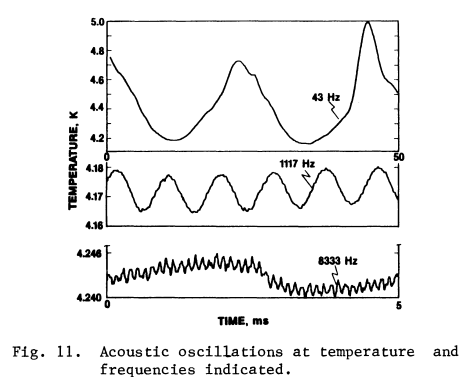 5.0
4.8
4.6
4.4
4.2
43 Hz
0
50
TEMPERATURE, K
4.18
4.17
4.16
1117 Hz
4.246
4.240
8333 Hz
0
5
TIME, ms
Fig. 11. Acoustic oscillations at temperature and
frequencies indicated.